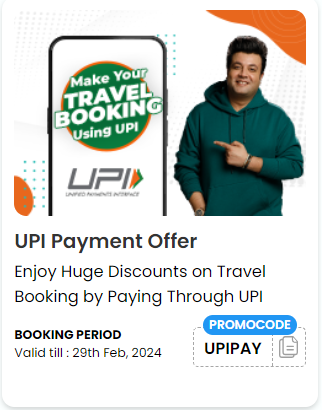 Make Your
TRAVEL
BOOKING
Using UPI
UPI
UNIFIED PAYMENTS INTERFACE
UPI Payment Offer
Enjoy Huge Discounts on Travel
Booking by Paying Through UPI
BOOKING PERIOD
Valid till : 29th Feb, 2024
PROMOCODE
UPIPAY